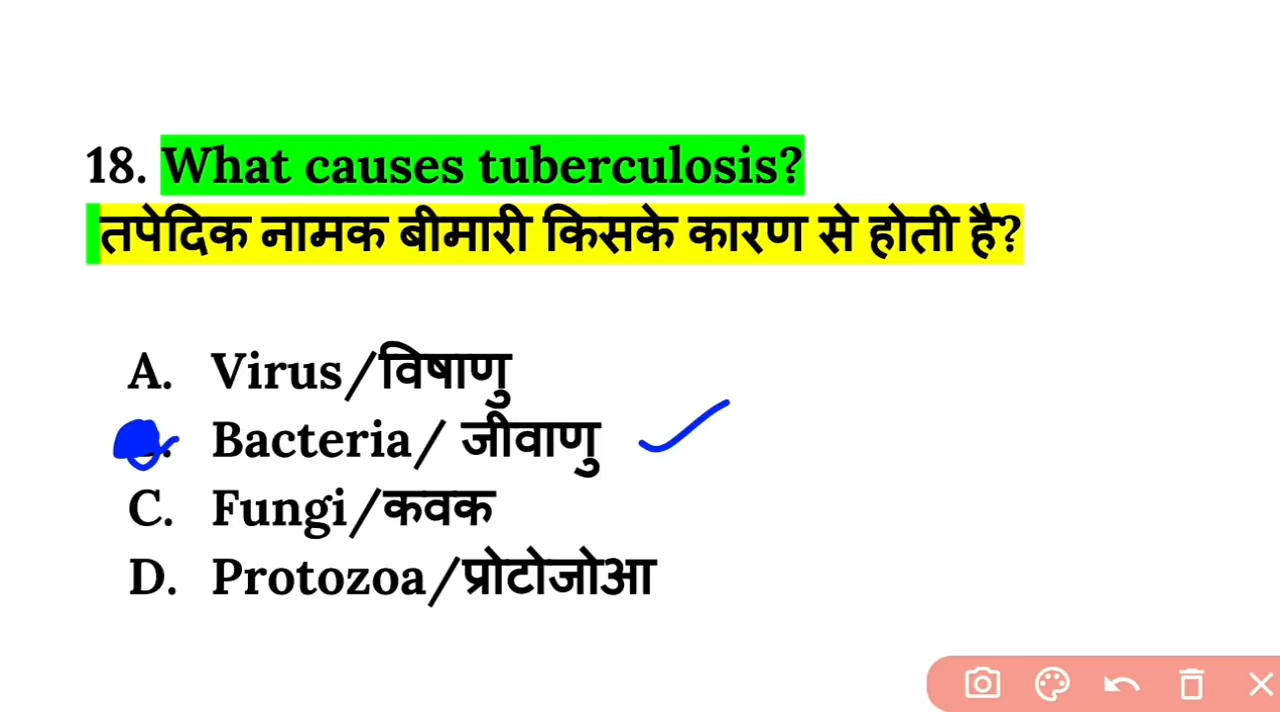 18. What causes tuberculosis?
तपेदिक नामक बीमारी किसके कारण से होती है?
A. Virus/विषाणु
Bacteria/ जीवाणु
C. Fungi/कवक
D. Protozoa/प्रोटोजोआ